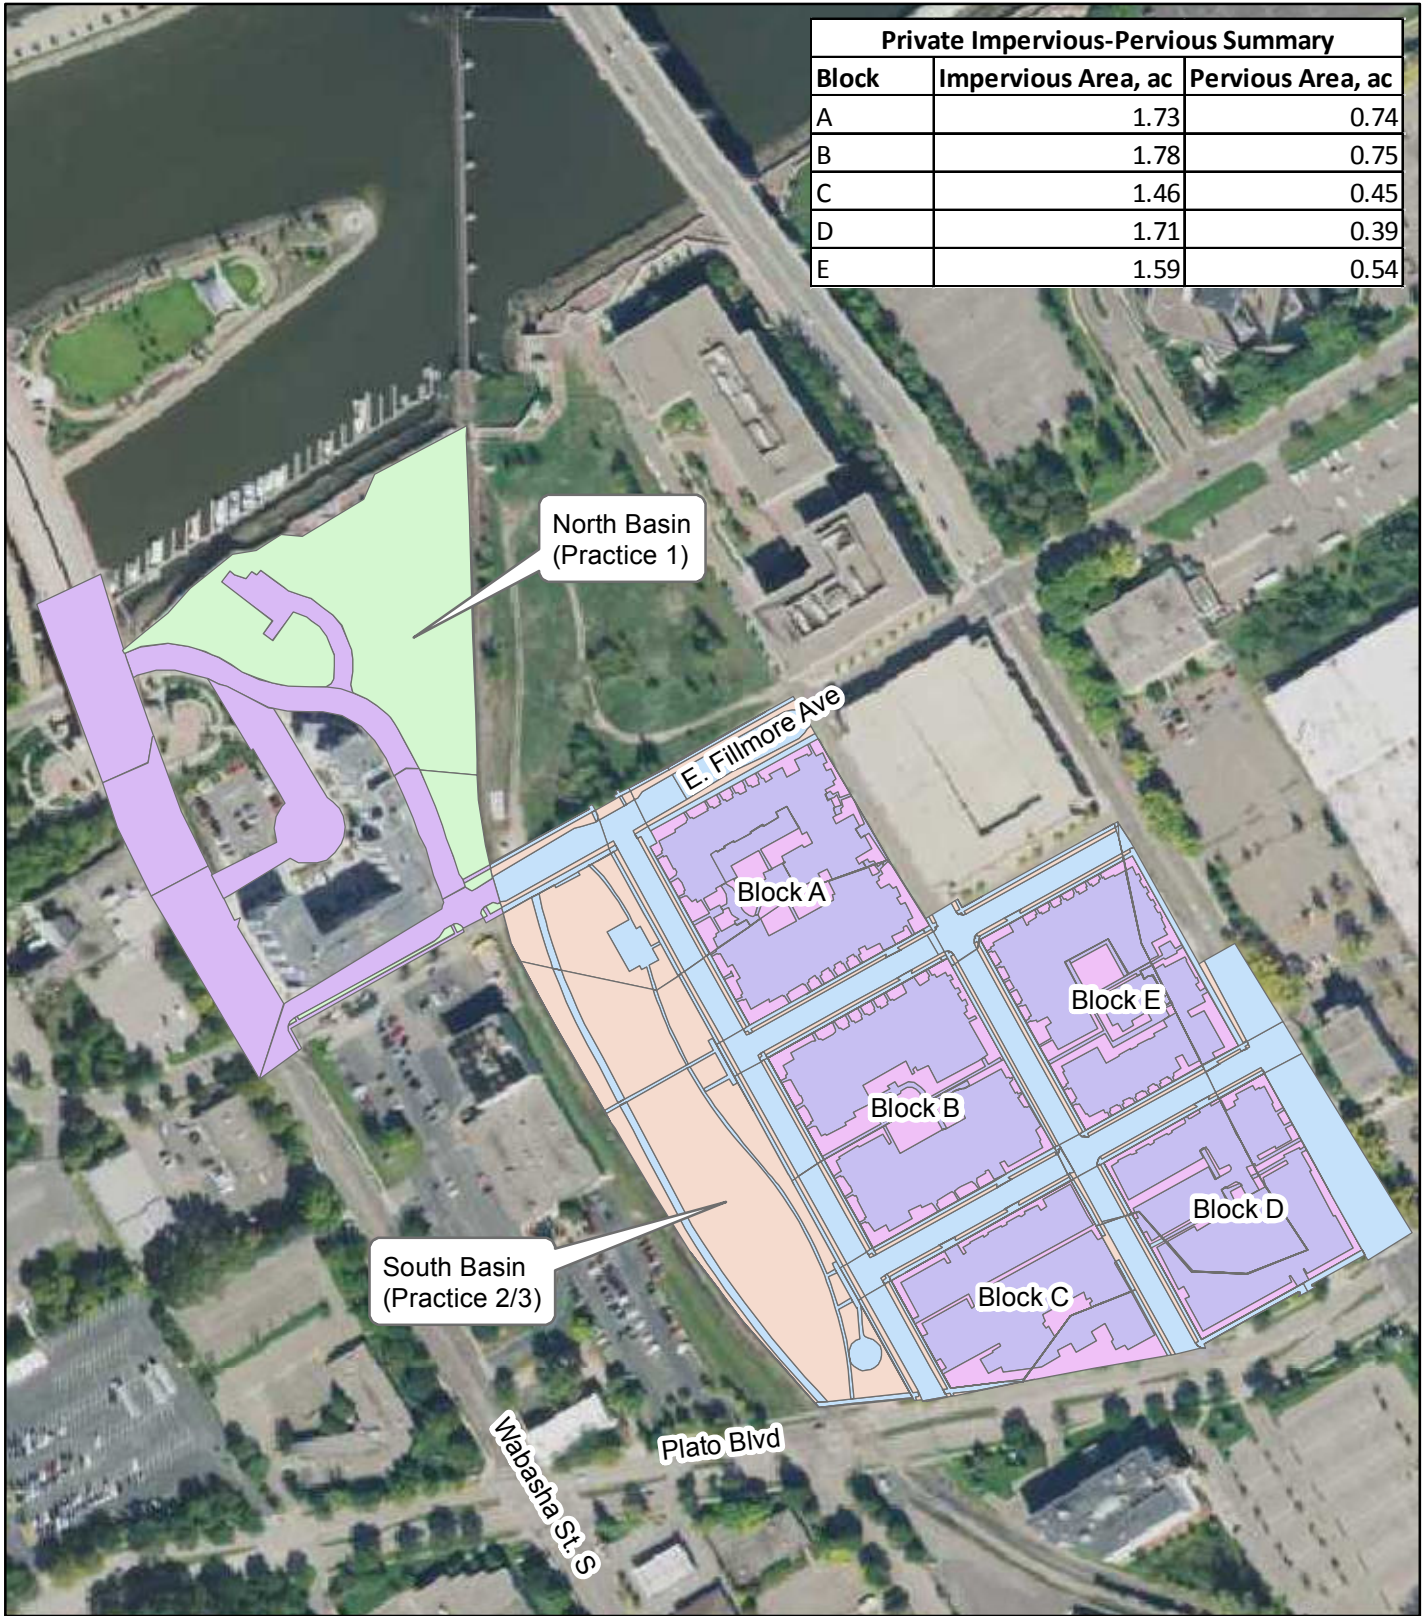 Private Impervious-Pervious Summary
Block Impervious Area, ac Pervious Area, ac
A 1.73 0.74
B 1.78 0.75
C 1.46 0.45
D 1.71 0.39
E 1.59 0.54
North Basin
(Practice 1)
E. Fillmore Ave
Block A
Block E
Block B
Block D
South Basin
(Practice 2/3)
Block C
Plato Blvd
Wabasha St. S